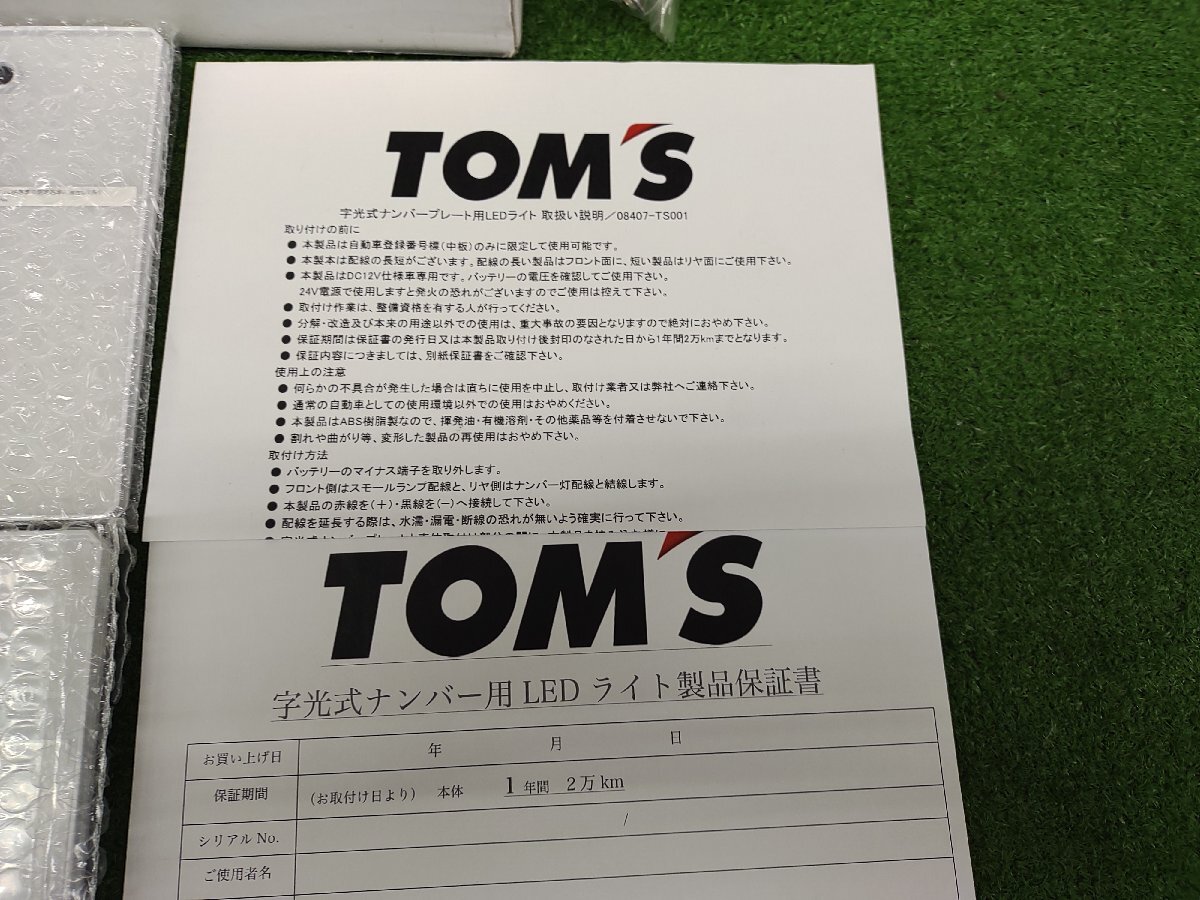 TOM'S
字光式ナンバープレート用LEDライト 取扱い説明/08407-TS001
取り付けの前に
● 本製品は自動車登録番号標(中板)のみに限定して使用可能です。
● 本製本は配線の長短がございます。配線の長い製品はフロント面に、短い製品はリヤ面にご使用下さい。
● 本製品はDC12V仕様車専用です。バッテリーの電圧を確認してご使用下さい。
24V電源で使用しますと発火の恐れがございますのでご使用は控えて下さい。
● 取付け作業は、整備資格を有する人が行ってください。
● 分解・改造及び本来の用途以外での使用は、重大事故の要因となりますので絶対におやめ下さい。
● 保証期間は保証書の発行日又は本製品取り付け後封印のなされた日から1年間2万kmまでとなります。
● 保証内容につきましては、別紙保証書をご確認下さい。
使用上の注意
● 何らかの不具合が発生した場合は直ちに使用を中止し、取付け業者又は弊社へご連絡下さい。
● 通常の自動車としての使用環境以外での使用はおやめください。
● 本製品はABS樹脂製なので、揮発油・有機溶剤・その他薬品等を付着させないで下さい。
● 割れや曲がり等、変形した製品の再使用はおやめ下さい。
取付け方法
● バッテリーのマイナス端子を取り外します。
● フロント側はスモールランプ配線と、リヤ側はナンバー灯配線と結線します。
● 本製品の赤線を(+)・黒線を(-)へ接続して下さい。
● 配線を延長する際は、水濡・漏電・断線の恐れが無いよう確実に行って下さい。
TOM'S
字光式ナンバー用 LED ライト製品保証書
お買い上げ日 年 月 日
保証期間 (お取付け日より) 本体 1 年間 2万 km
シリアル No. /
ご使用者名